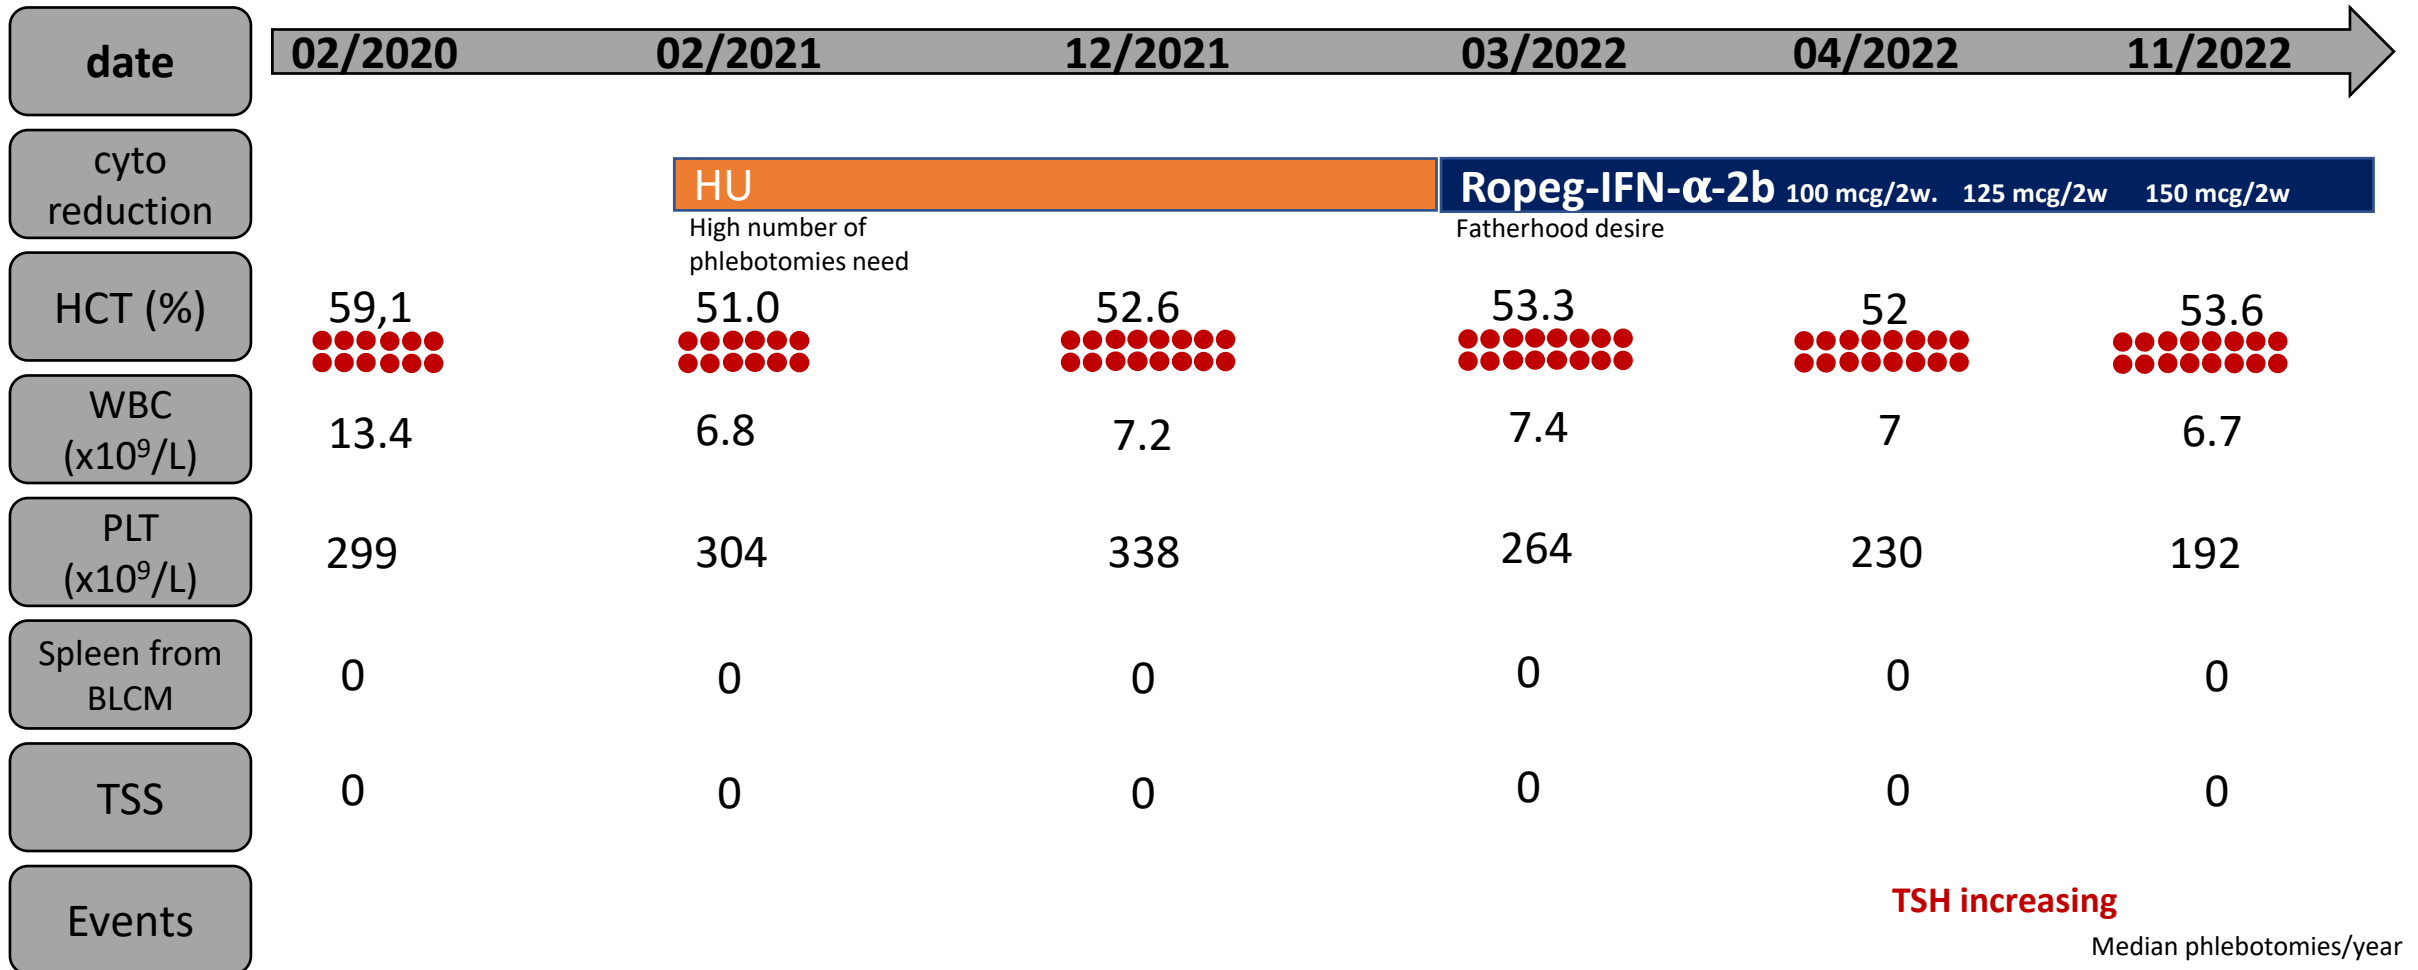 date 02/2020 02/2021 12/2021 03/2022 04/2022 11/2022
cyto
reduction
HU
Ropeg-IFN-α-2b 100 mcg/2w. 125 mcg/2w 150 mcg/2w
High number of
phlebotomies need
Fatherhood desire
HCT (%) 59,1 51.0 52.6 53.3 52 53.6
WBC
(x10⁹/L)
13.4 6.8 7.2 7.4 7 6.7
PLT
(x10⁹/L)
299 304 338 264 230 192
Spleen from
BLCM
0 0 0 0 0 0
TSS 0 0 0 0 0 0
Events
TSH increasing
Median phlebotomies/year